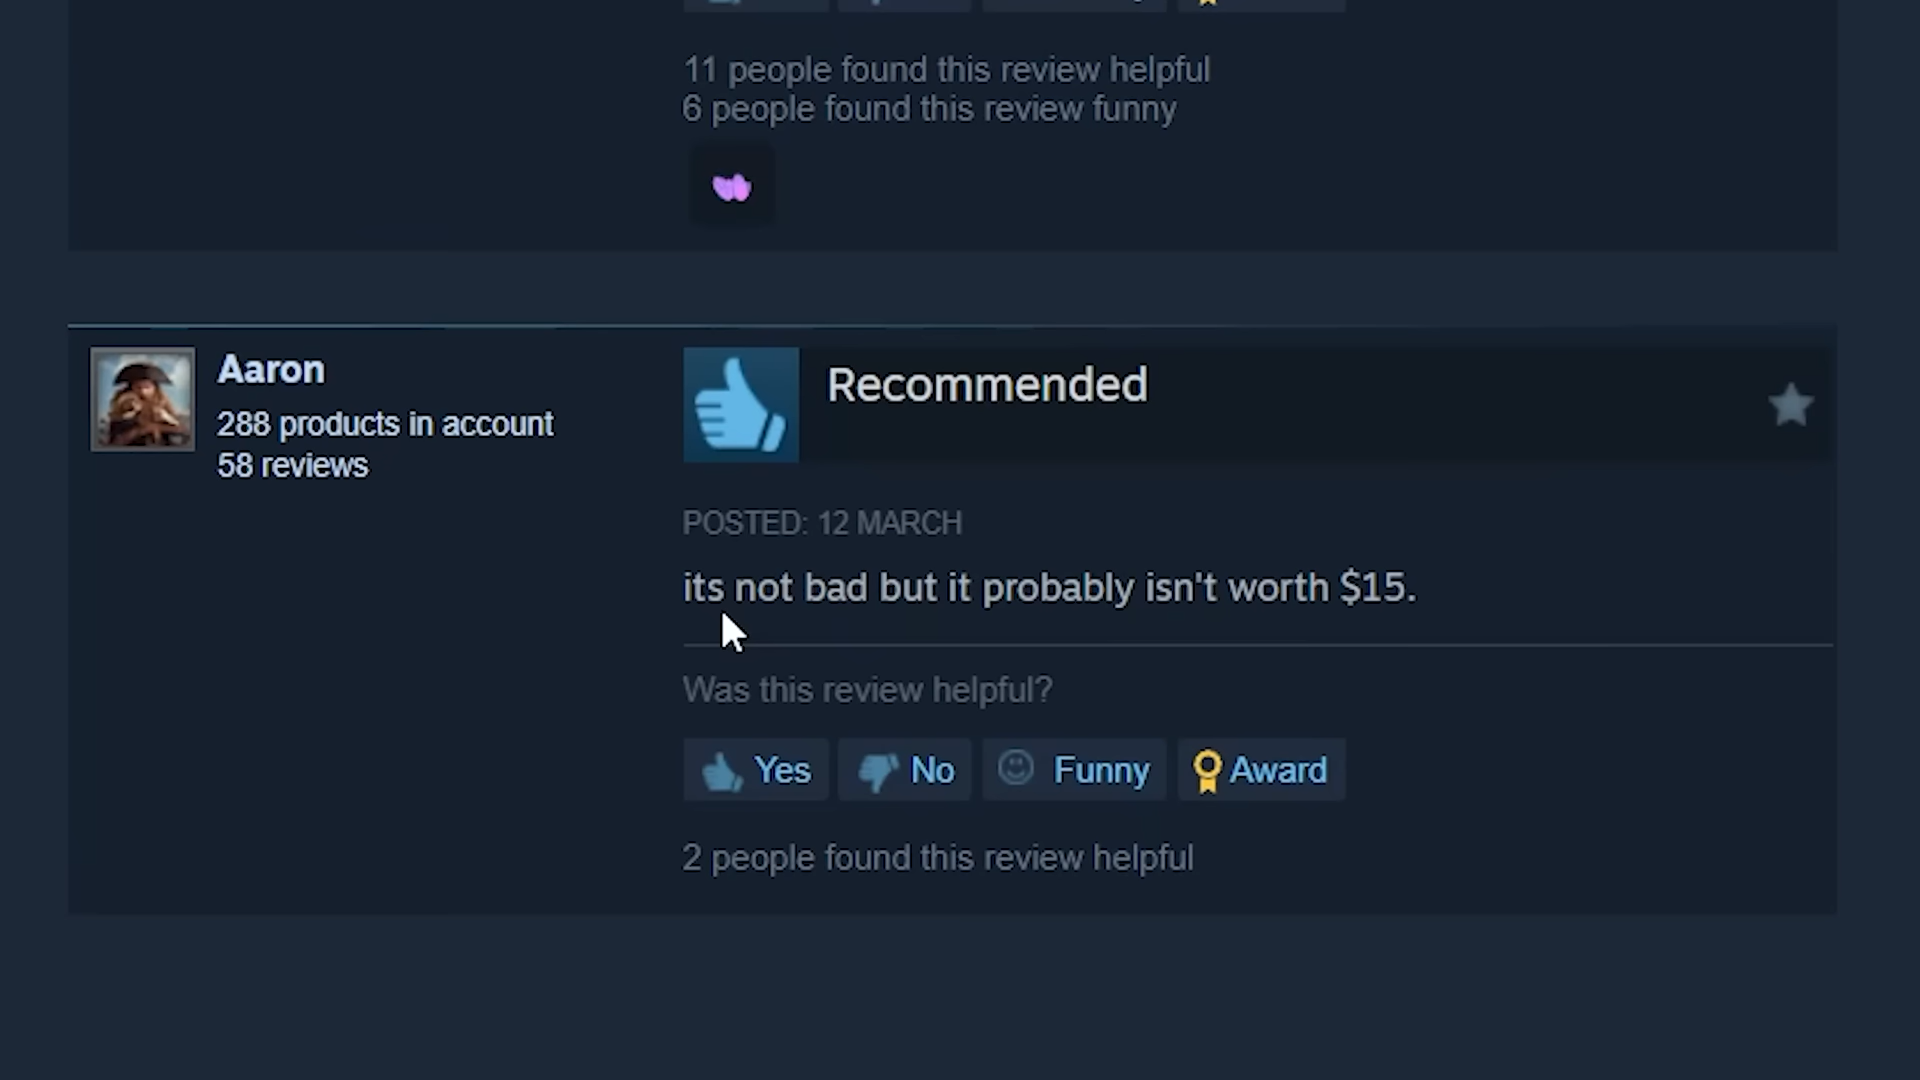 11 people found this review helpful
6 people found this review funny
Aaron
288 products in account
58 reviews
Recommended
POSTED: 12 MARCH
its not bad but it probably isn't worth $15.
Was this review helpful?
Yes No Funny Award
2 people found this review helpful